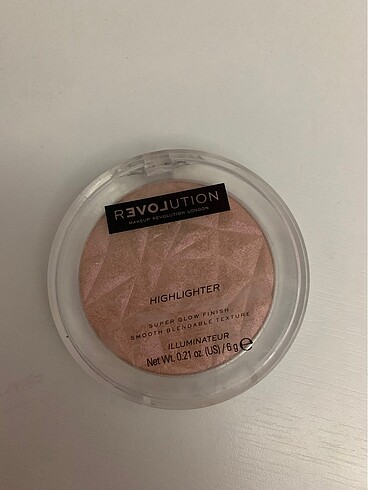 REVOLUTION
MAKEUP REVOLUTION LONDON
HIGHLIGHTER
SUPER GLOW FINISH
SMOOTH BLENDABLE TEXTURE
ILLUMINATEUR
Net Wt. 0.21 oz. (US) / 6 g ℮